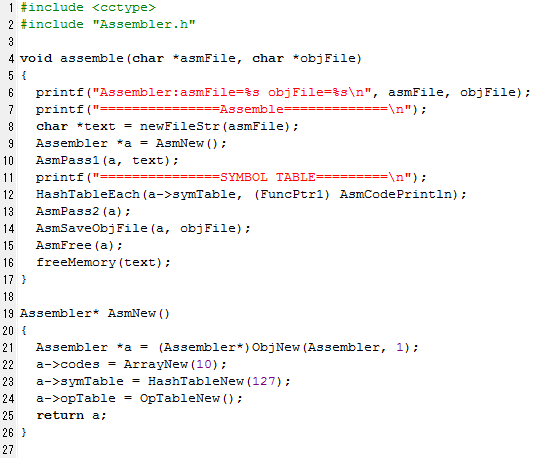 1 #include <cctype>
2 #include "Assembler.h"
3
4 void assemble(char *asmFile, char *objFile)
5 {
6   printf("Assembler:asmFile=%s objFile=%s\n", asmFile, objFile);
7   printf("===============Assemble=============\n");
8   char *text = newFileStr(asmFile);
9   Assembler *a = AsmNew();
10   AsmPass1(a, text);
11   printf("===============SYMBOL TABLE=========\n");
12   HashTableEach(a->symTable, (FuncPtr1) AsmCodePrintln);
13   AsmPass2(a);
14   AsmSaveObjFile(a, objFile);
15   AsmFree(a);
16   freeMemory(text);
17 }
18
19 Assembler* AsmNew()
20 {
21   Assembler *a = (Assembler*)ObjNew(Assembler, 1);
22   a->codes = ArrayNew(10);
23   a->symTable = HashTableNew(127);
24   a->opTable = OpTableNew();
25   return a;
26 }
27